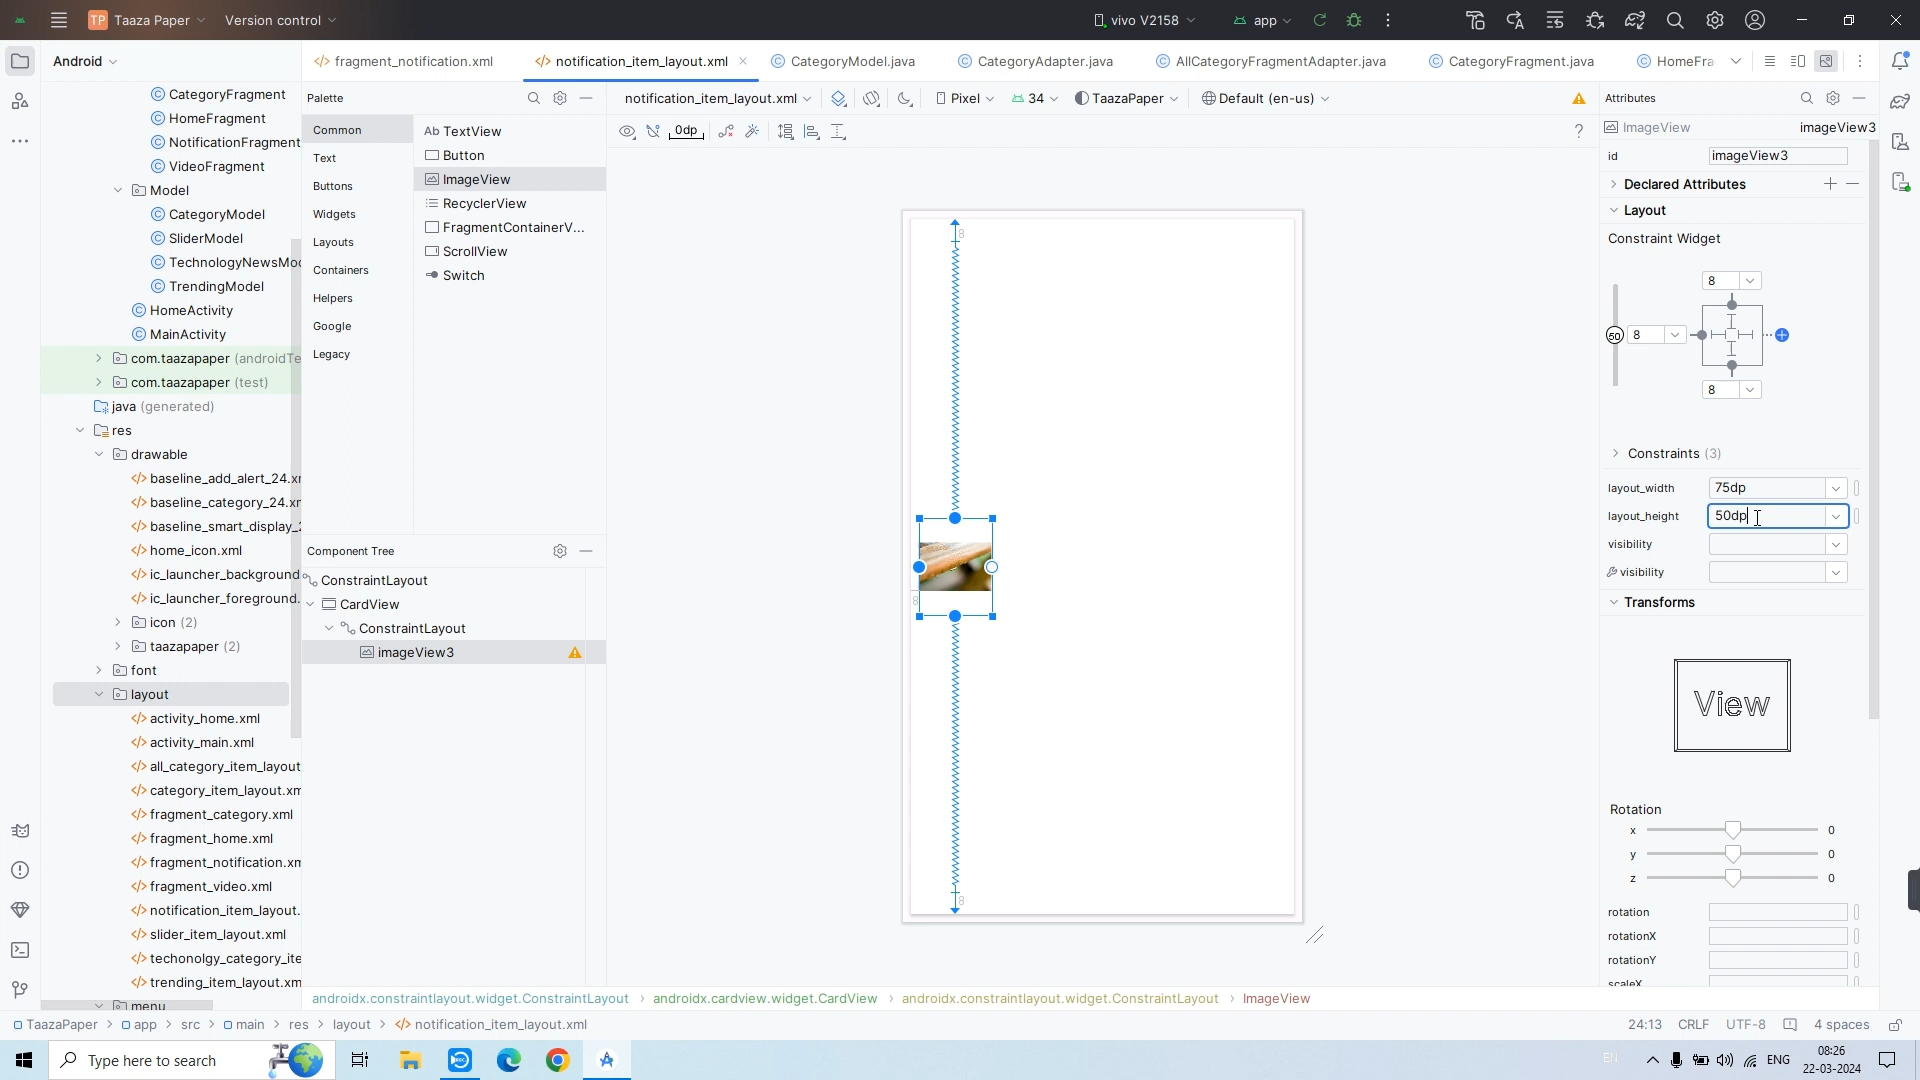 TP Taaza Paper Version control vivo V2158 app
Android
fragment_notification.xml notification_item_layout.xml CategoryModel.java CategoryAdapter.java AllCategoryFragmentAdapter.java CategoryFragment.java HomeFra
CategoryFragment
HomeFragment
NotificationFragment
VideoFragment
Model
CategoryModel
SliderModel
TechnologyNewsMo
TrendingModel
HomeActivity
MainActivity
com.taazapaper (androidTe
com.taazapaper (test)
java (generated)
res
drawable
baseline_add_alert_24.x
baseline_category_24.x
baseline_smart_display_
home_icon.xml
ic_launcher_background
ic_launcher_foreground.
icon (2)
taazapaper (2)
font
layout
activity_home.xml
activity_main.xml
all_category_item_layout
category_item_layout.xm
fragment_category.xml
fragment_home.xml
fragment_notification.xm
fragment_video.xml
notification_item_layout.
slider_item_layout.xml
techonolgy_category_ite
trending_item_layout.xm
menu
Palette
Common
Text
Buttons
Widgets
Layouts
Containers
Helpers
Google
Legacy
Ab TextView
Button
ImageView
RecyclerView
FragmentContainerV...
ScrollView
Switch
Component Tree
ConstraintLayout
CardView
ConstraintLayout
imageView3
notification_item_layout.xml Pixel 34 TaazaPaper Default (en-us)
0dp ?
8
8
8
Attributes
ImageView imageView3
id imageView3
Declared Attributes
Layout
Constraint Widget
8
50 8
8
Constraints (3)
layout_width 75dp
layout_height 50dp
visibility
visibility
Transforms
View
Rotation
x 0
y 0
z 0
rotation
rotationX
rotationY
scaleX
androidx.constraintlayout.widget.ConstraintLayout > androidx.cardview.widget.CardView > androidx.constraintlayout.widget.ConstraintLayout > ImageView
TaazaPaper > app > src > main > res > layout > notification_item_layout.xml 24:13 CRLF UTF-8 4 spaces
Type here to search EN ENG 08:26
22-03-2024